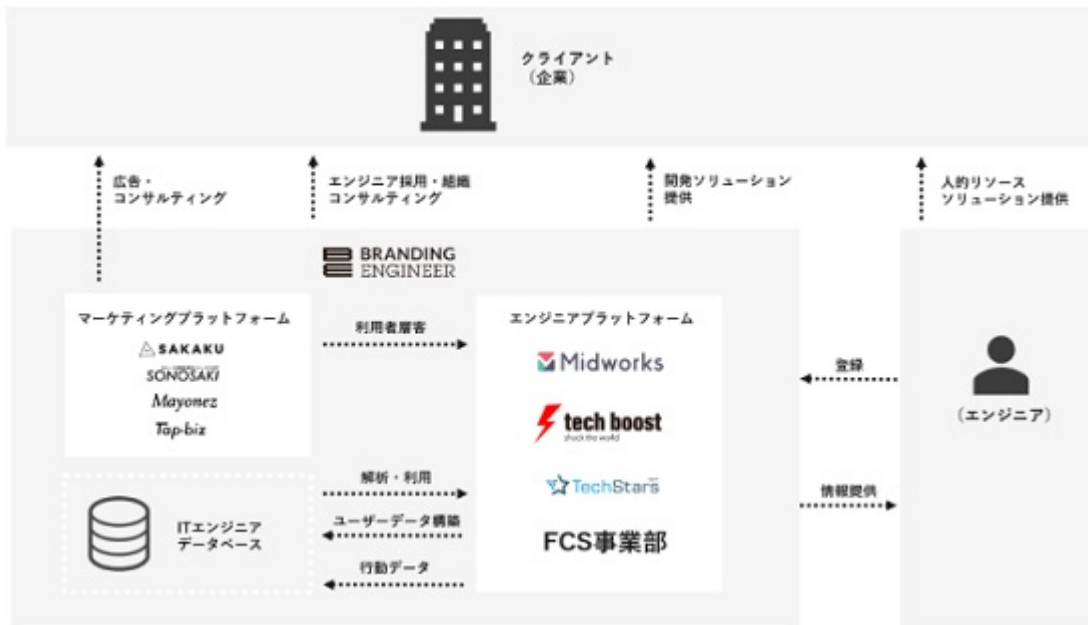 クライアント
（企業）
広告・
コンサルティング
エンジニア採用・組織
コンサルティング
開発ソリューション
提供
人的リソース
ソリューション提供
BRANDING
ENGINEER
マーケティングプラットフォーム
SAKAKU
SONOSAKI
Mayonez
Tap-biz
利用者層客
エンジニアプラットフォーム
Midworks
tech boost
shock the world
TechStars
FCS事業部
登録
（エンジニア）
情報提供
ITエンジニア
データベース
解析・利用
ユーザーデータ構築
行動データ